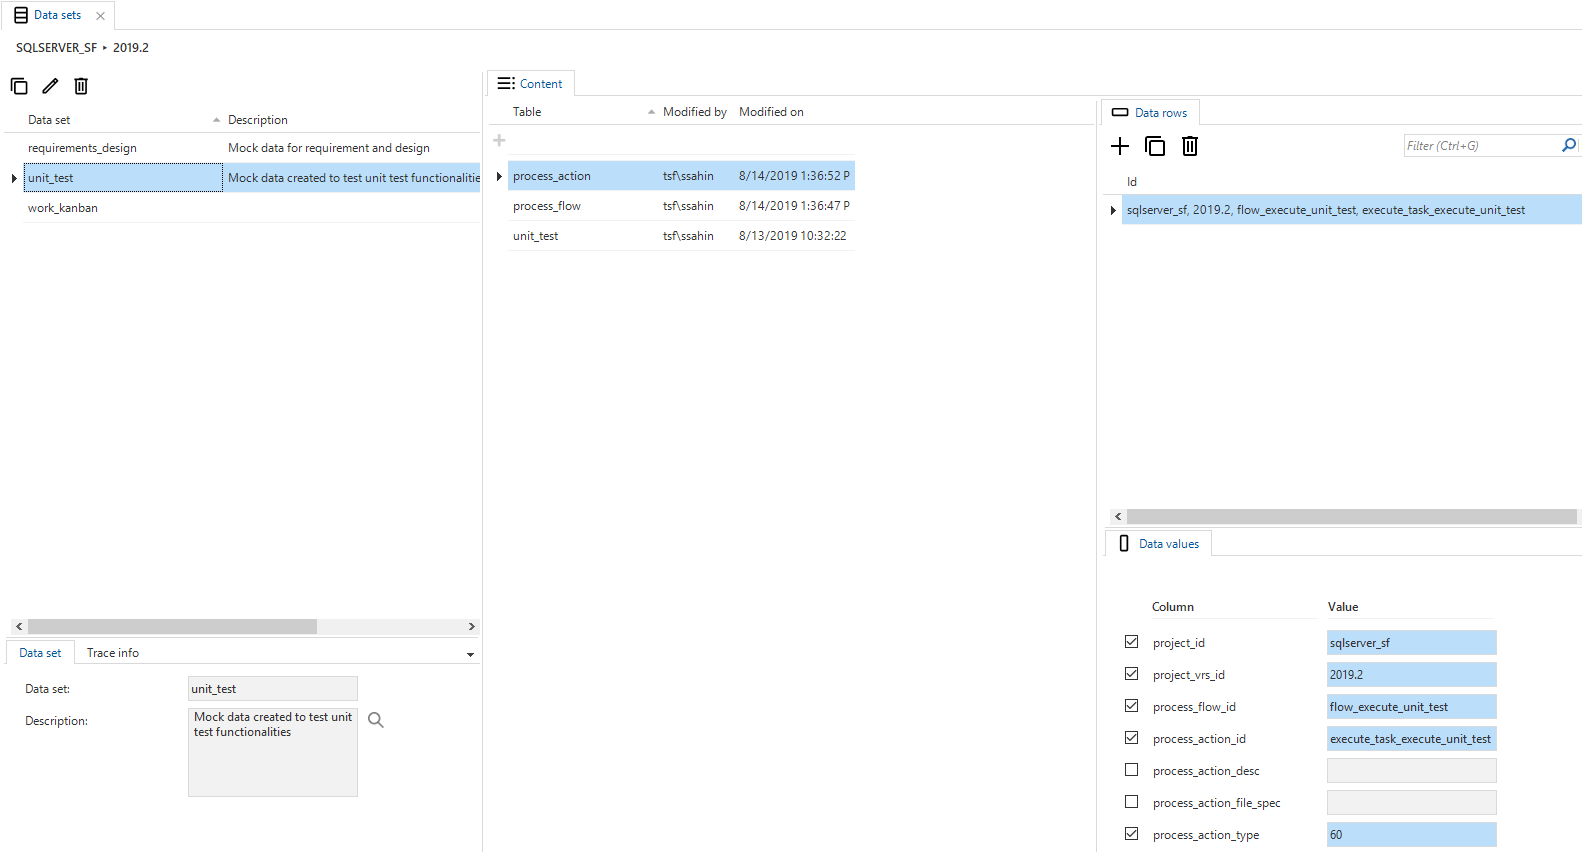 Data sets
SQLSERVER_SF ▸ 2019.2
Data set Description
requirements_design Mock data for requirement and design
unit_test Mock data created to test unit test functionalitie
work_kanban
Data set Trace info
Data set: unit_test
Description: Mock data created to test unit
test functionalities
Content
Table Modified by Modified on
process_action tsf\ssahin 8/14/2019 1:36:52 P
process_flow tsf\ssahin 8/14/2019 1:36:47 P
unit_test tsf\ssahin 8/13/2019 10:32:22
Data rows
Filter (Ctrl+G)
Id
sqlserver_sf, 2019.2, flow_execute_unit_test, execute_task_execute_unit_test
Data values
Column Value
project_id sqlserver_sf
project_vrs_id 2019.2
process_flow_id flow_execute_unit_test
process_action_id execute_task_execute_unit_test
process_action_desc
process_action_file_spec
process_action_type 60